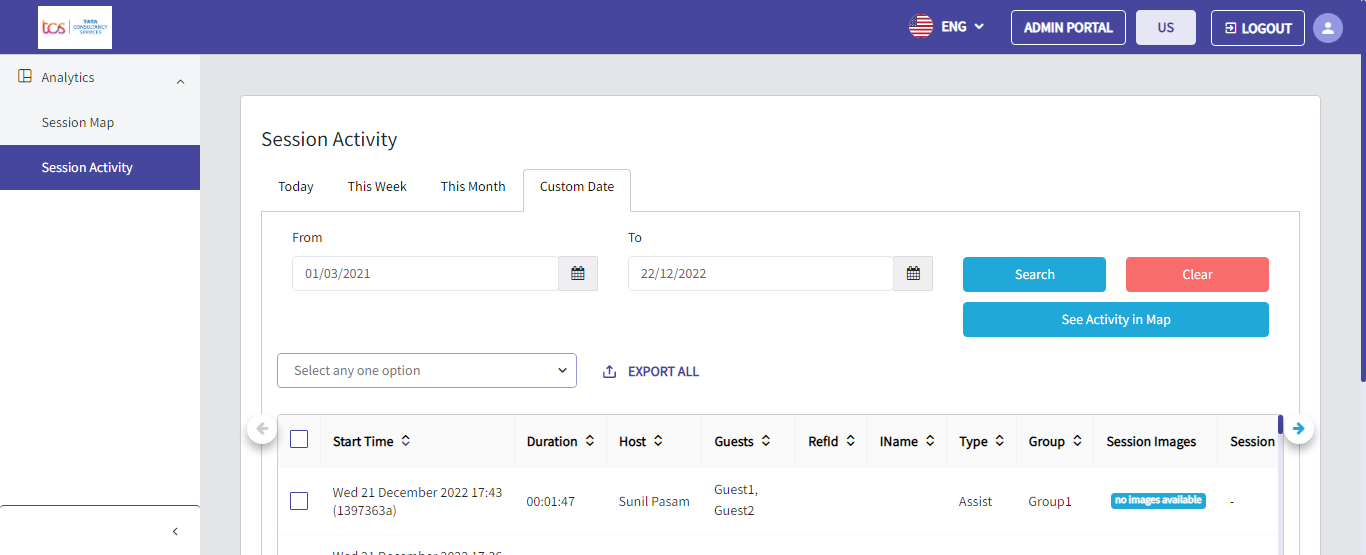 tcs
TATA
CONSULTANCY
SERVICES
ENG
ADMIN PORTAL
US
LOGOUT
Analytics
Session Map
Session Activity
Session Activity
Today
This Week
This Month
Custom Date
From
To
01/03/2021
22/12/2022
Search
Clear
See Activity in Map
Select any one option
EXPORT ALL
Start Time
Duration
Host
Guests
RefId
IName
Type
Group
Session Images
Session
Wed 21 December 2022 17:43
(1397363a)
00:01:47
Sunil Pasam
Guest1,
Guest2
Assist
Group1
no images available
-
Wed 21 December 2022 17:36